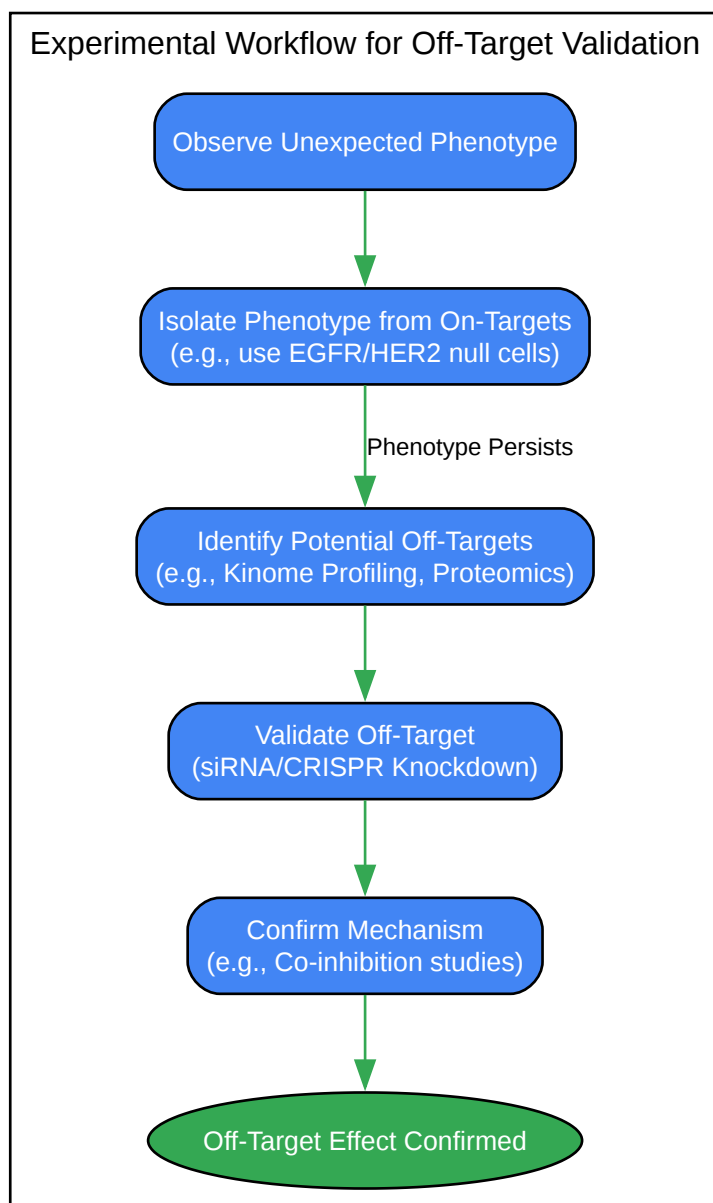 Experimental Workflow for Off-Target Validation
Observe Unexpected Phenotype
Isolate Phenotype from On-Targets
(e.g., use EGFR/HER2 null cells)
Phenotype Persists
Identify Potential Off-Targets
(e.g., Kinome Profiling, Proteomics)
Validate Off-Target
(siRNA/CRISPR Knockdown)
Confirm Mechanism
(e.g., Co-inhibition studies)
Off-Target Effect Confirmed